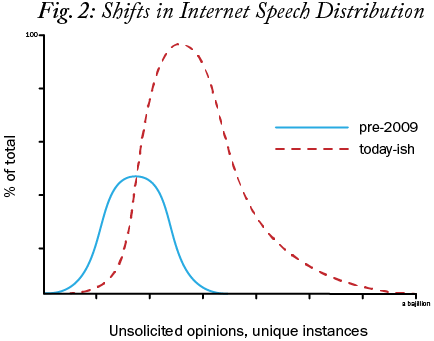 Fig. 2: Shifts in Internet Speech Distribution
100
% of total
pre-2009
today-ish
a bajillion
Unsolicited opinions, unique instances